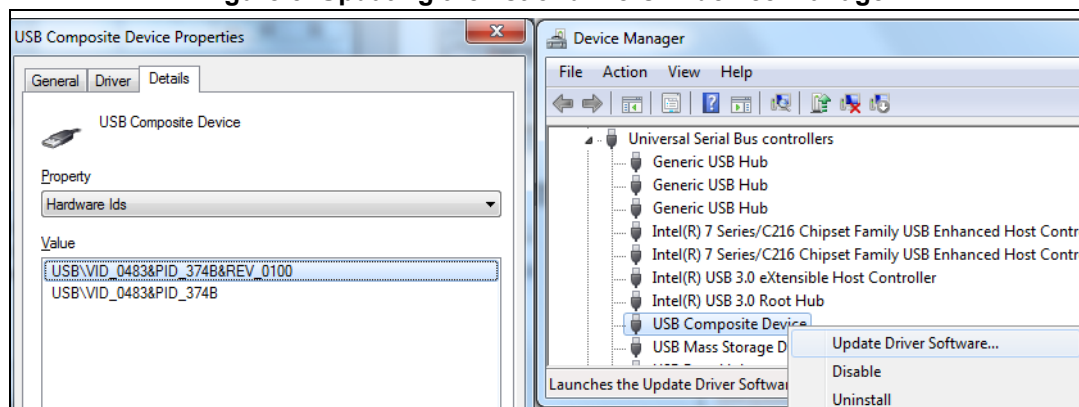 USB Composite Device Properties
General Driver Details
USB Composite Device
Property
Hardware Ids
Value
USB\VID_0483&PID_374B&REV_0100
USB\VID_0483&PID_374B
Device Manager
File Action View Help
Universal Serial Bus controllers
Generic USB Hub
Generic USB Hub
Generic USB Hub
Intel(R) 7 Series/C216 Chipset Family USB Enhanced Host Contr
Intel(R) 7 Series/C216 Chipset Family USB Enhanced Host Contr
Intel(R) USB 3.0 eXtensible Host Controller
Intel(R) USB 3.0 Root Hub
USB Composite Device
USB Mass Storage D
Update Driver Software...
Disable
Uninstall
Launches the Update Driver Softwar